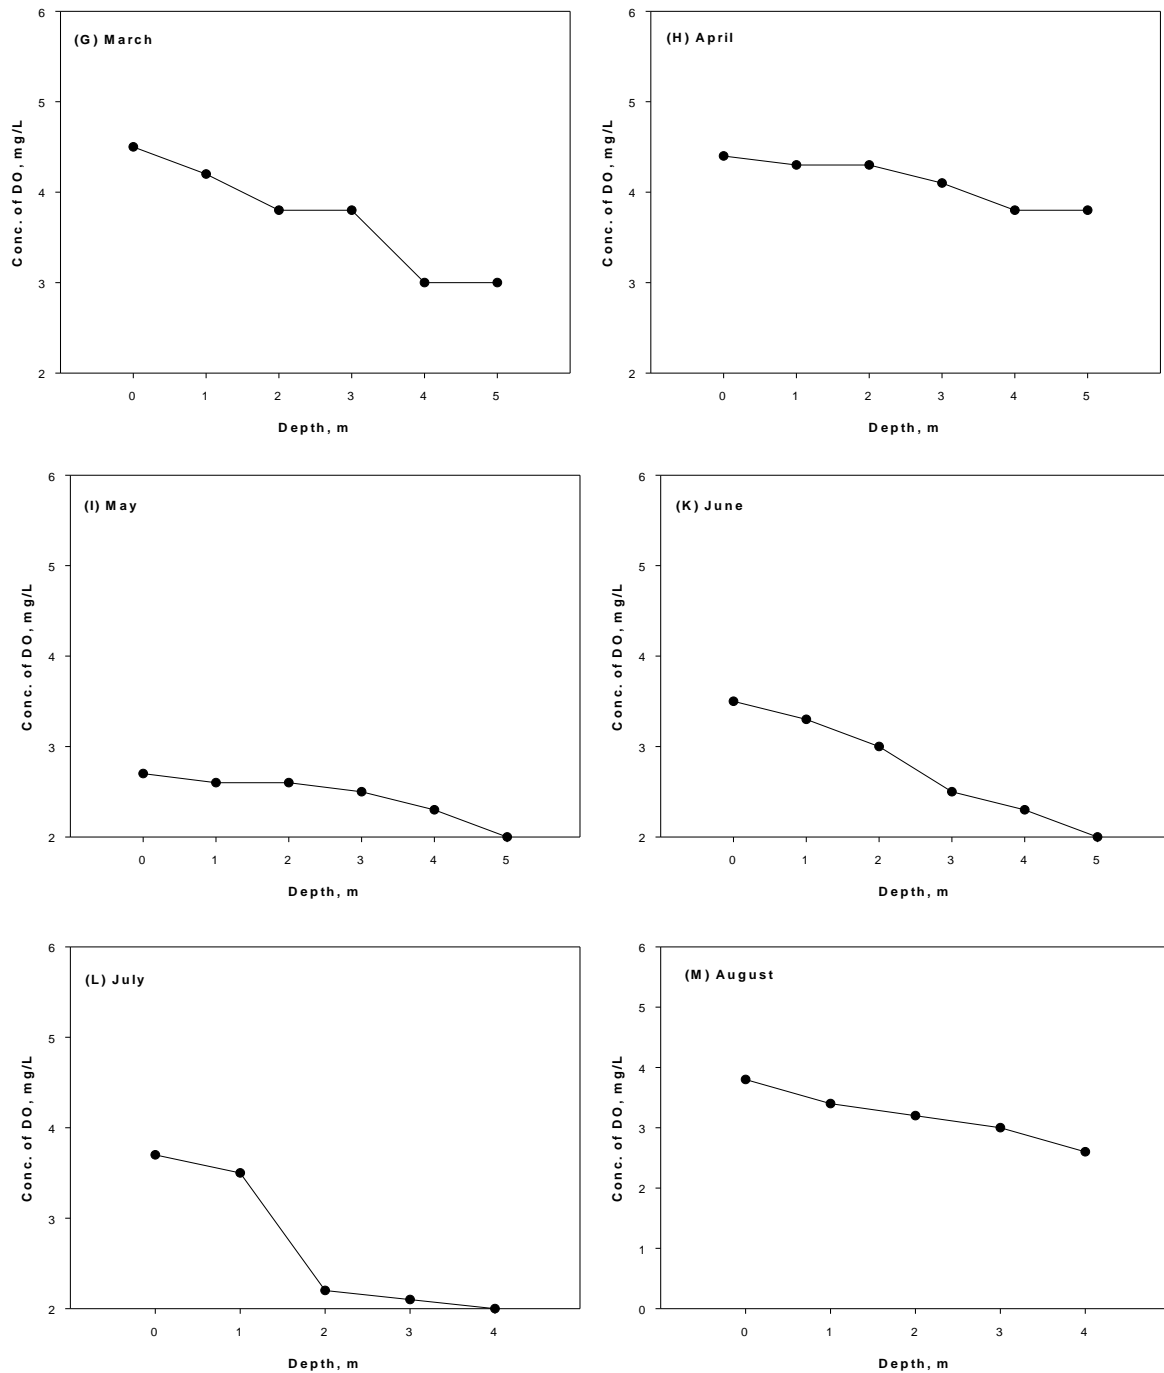 (G) March
Conc. of DO, mg/L
6
5
4
3
2
0 1 2 3 4 5
Depth, m
(H) April
Conc. of DO, mg/L
6
5
4
3
2
0 1 2 3 4 5
Depth, m
(I) May
Conc. of DO, mg/L
6
5
4
3
2
0 1 2 3 4 5
Depth, m
(K) June
Conc. of DO, mg/L
6
5
4
3
2
0 1 2 3 4 5
Depth, m
(L) July
Conc. of DO, mg/L
6
5
4
3
2
0 1 2 3 4
Depth, m
(M) August
Conc. of DO, mg/L
6
5
4
3
2
1
0
0 1 2 3 4
Depth, m